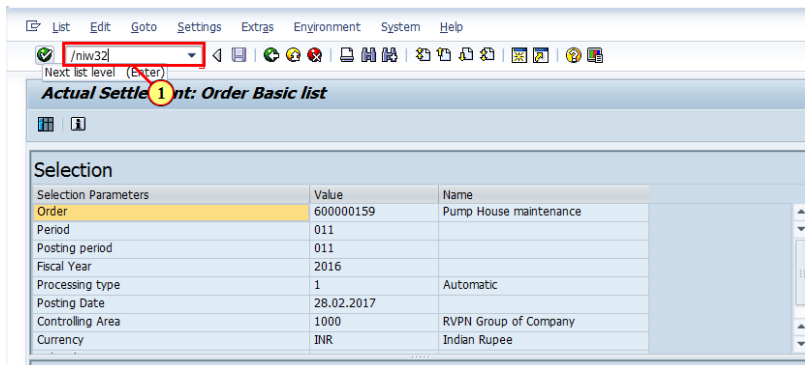 List Edit Goto Settings Extras Environment System Help
/niw32
Next list level (Enter)
1
Actual Settlement: Order Basic list
Selection
Selection Parameters Value Name
Order 600000159 Pump House maintenance
Period 011
Posting period 011
Fiscal Year 2016
Processing type 1 Automatic
Posting Date 28.02.2017
Controlling Area 1000 RVPN Group of Company
Currency INR Indian Rupee